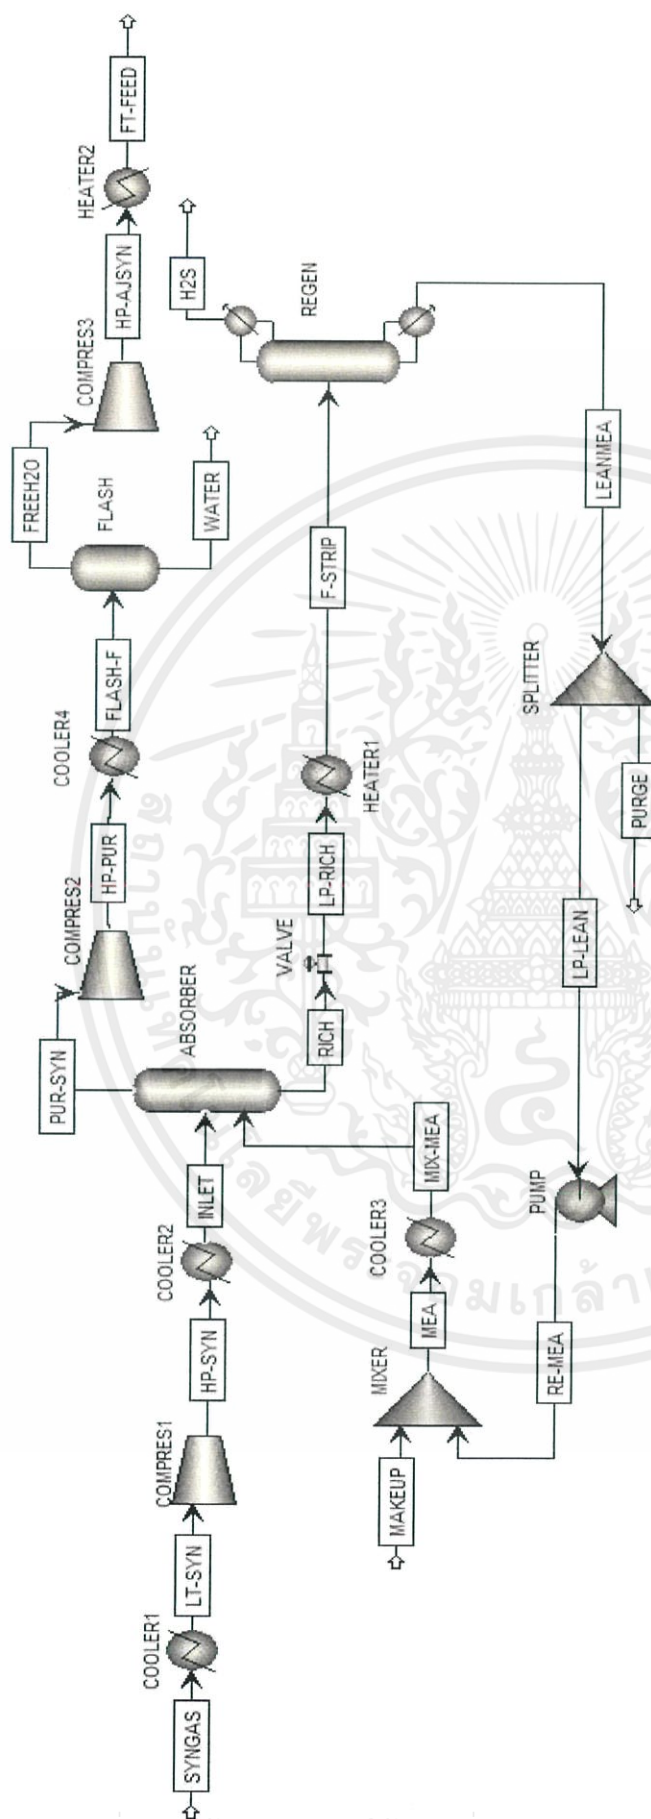 SYNGAS
COOLER1
LT-SYN
COMPRES1
HP-SYN
COOLER2
INLET
ABSORBER
PUR-SYN
COMPRES2
HP-PUR
COOLER4
FLASH-F
FLASH
FREEH2O
WATER
COMPRES3
HP-AJSYN
HEATER2
FT-FEED
RICH
VALVE
LP-RICH
HEATER1
F-STRIP
REGEN
H2S
LEANMEA
SPLITTER
PURGE
LP-LEAN
PUMP
RE-MEA
MAKEUP
MIXER
MEA
COOLER3
MIX-MEA